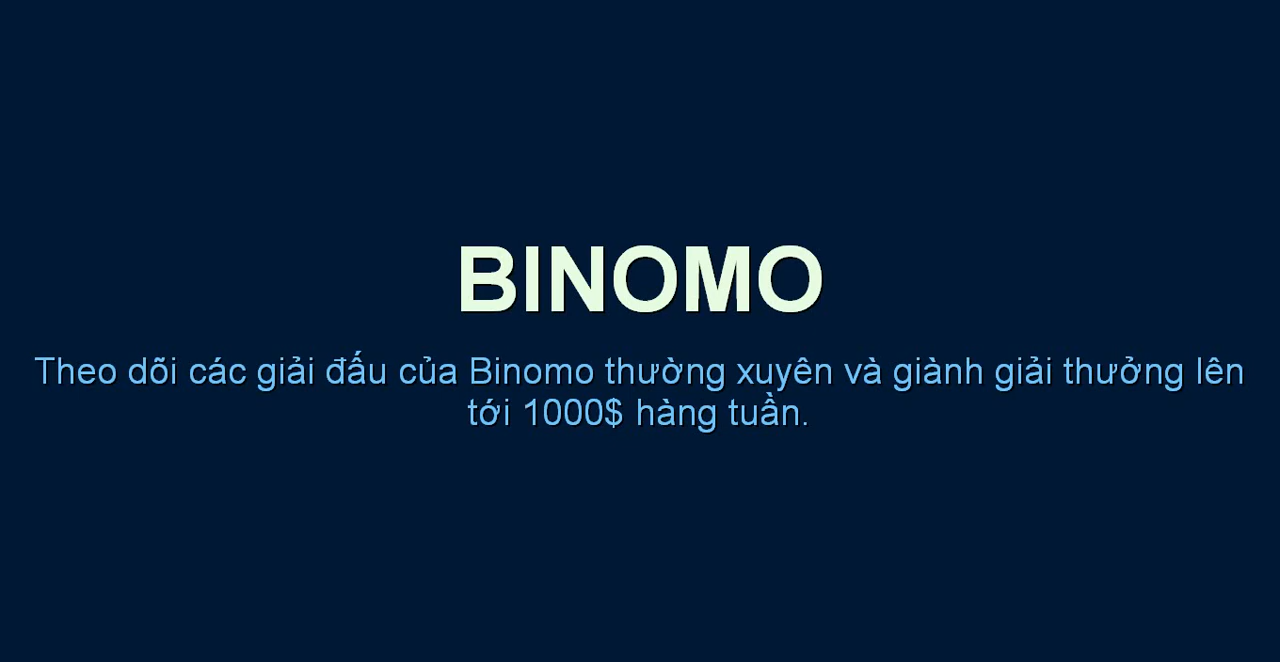 BINOMO
Theo dõi các giải đấu của Binomo thường xuyên và giành giải thưởng lên
tới 1000$ hàng tuần.